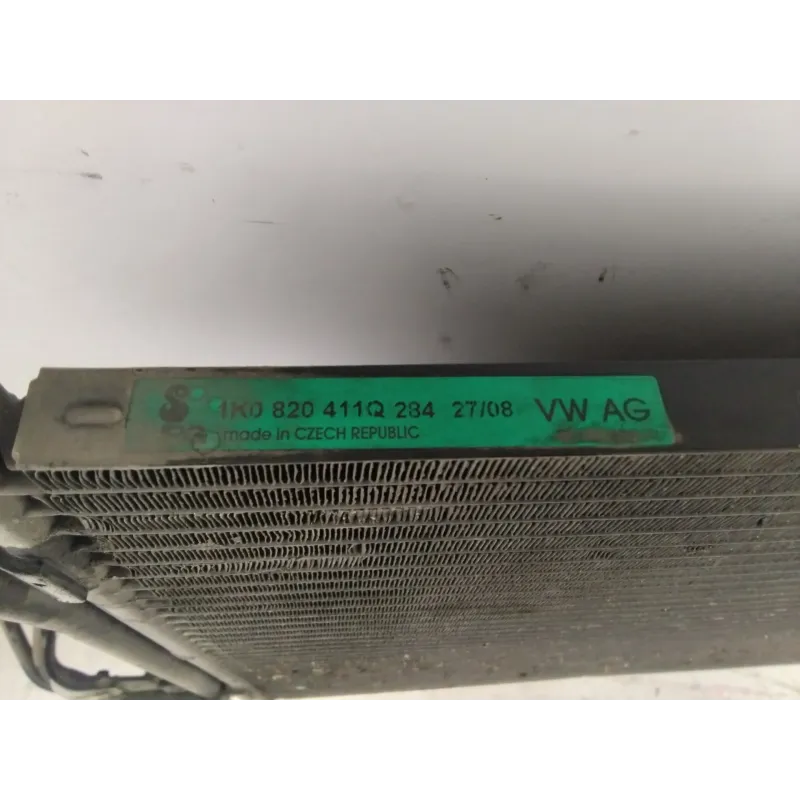 1K0 820 411Q 284 27/08 VW AG
made in CZECH REPUBLIC